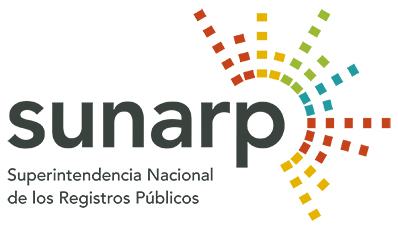 sunarp
Superintendencia Nacional
de los Registros Públicos